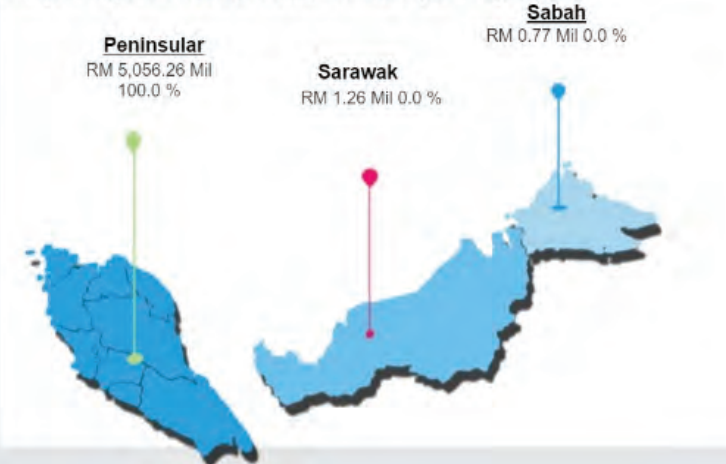 Peninsular
RM 5,056.26 Mil
100.0 %
Sarawak
RM 1.26 Mil 0.0 %
Sabah
RM 0.77 Mil 0.0 %